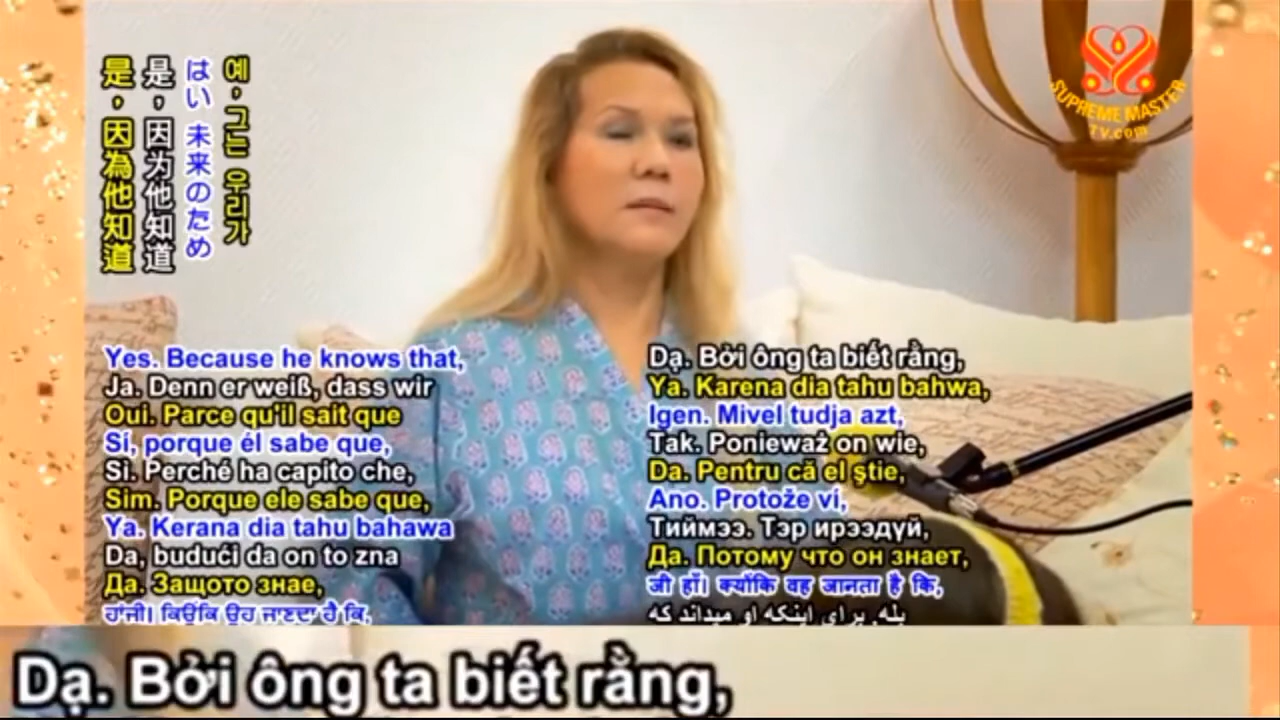 예, 그는 우리가
はい 未来のため
是，因为他知道
是，因為他知道
SUPREME MASTER
TV.com
Yes. Because he knows that,
Ja. Denn er weiß, dass wir
Oui. Parce qu'il sait que
Sí, porque él sabe que,
Si. Perché ha capito che,
Sim. Porque ele sabe que,
Ya. Kerana dia tahu bahawa
Da, budući da on to zna
Да. Защото знае,
ਹਾਂਜੀ। ਕਿਉਂਕਿ ਉਹ ਜਾਣਦਾ ਹੈ ਕਿ,
Dạ. Bởi ông ta biết rằng,
Ya. Karena dia tahu bahwa,
Igen. Mivel tudja azt,
Tak. Ponieważ on wie,
Da. Pentru că el ştie,
Ano. Protože ví,
Тиймээ. Тэр ирээдүй,
Да. Потому что он знает,
जी हाँ। क्योंकि वह जानता है कि,
بله. برای اینکه او میداند که
Dạ. Bởi ông ta biết rằng,